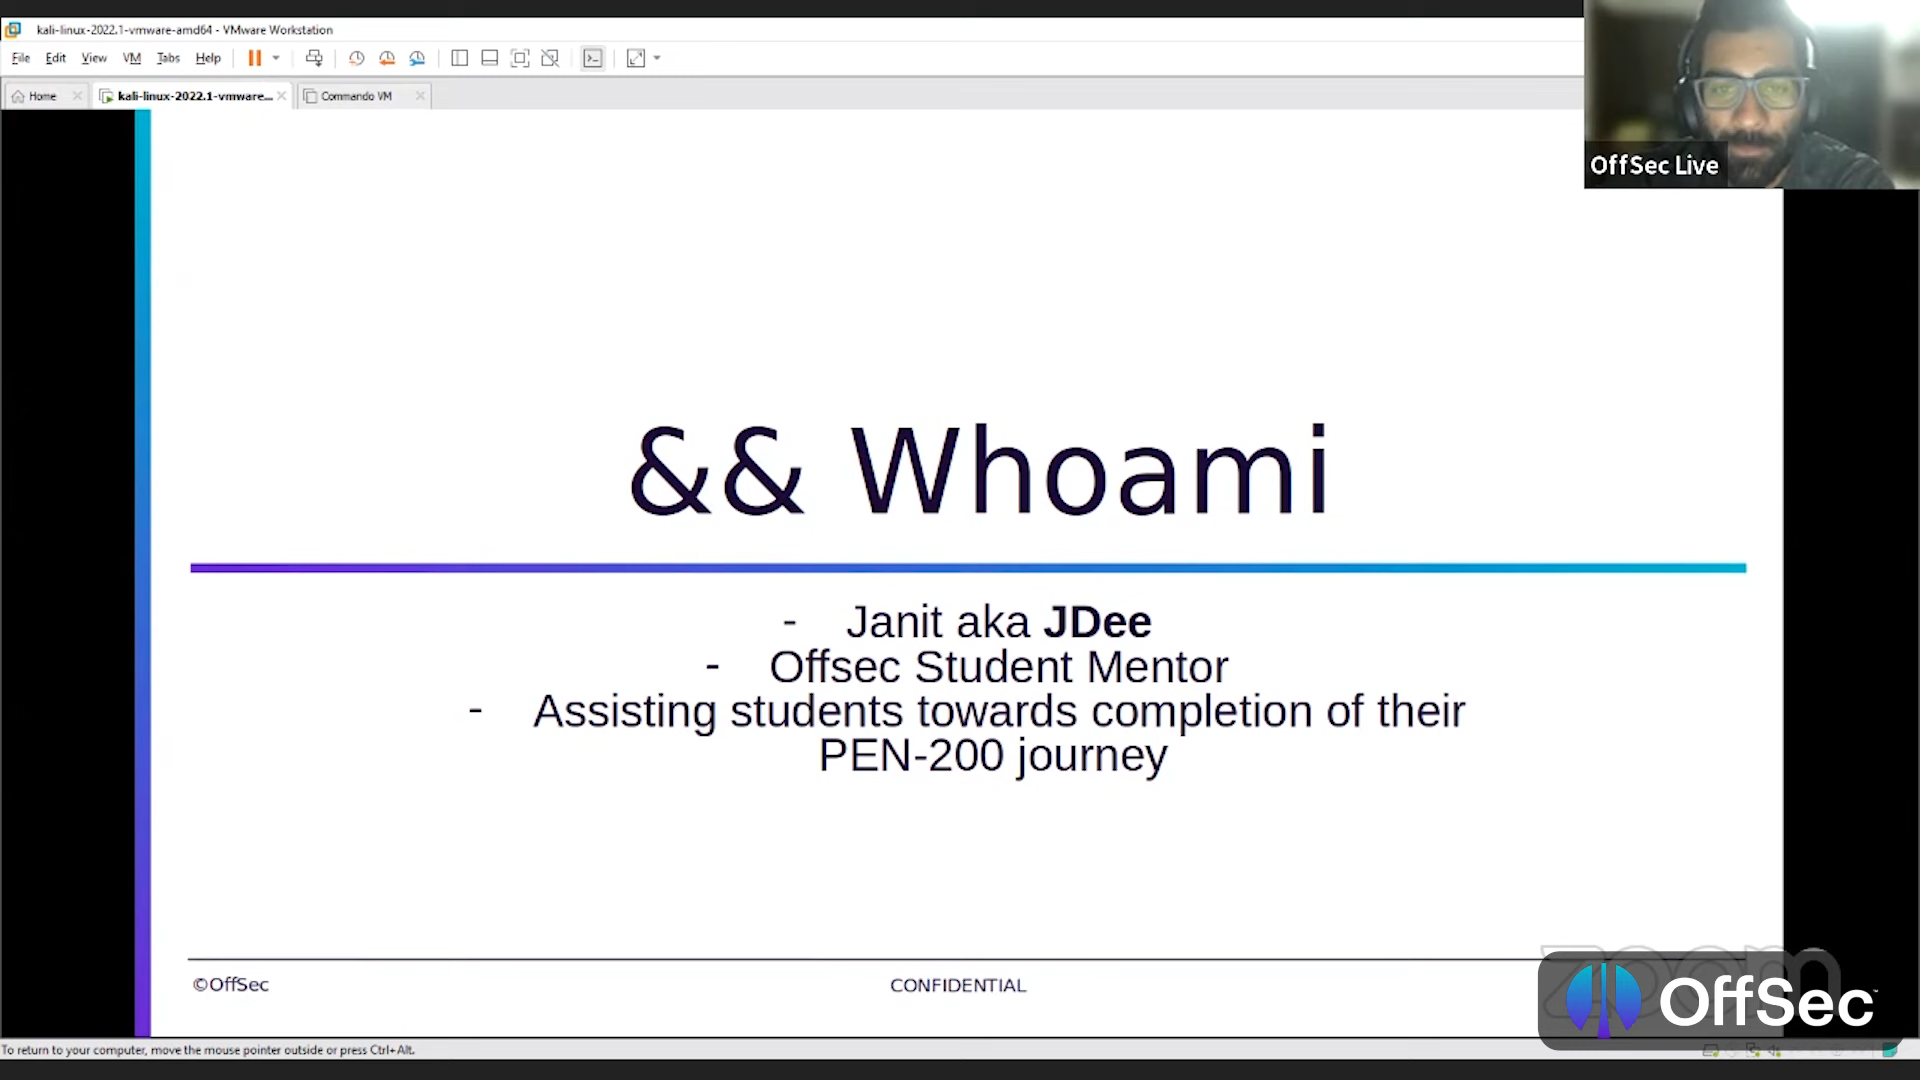 kali-linux-2022.1-vmware-amd64 - VMware Workstation
File Edit View VM Tabs Help
Home kali-linux-2022.1-vmware... Commando VM
OffSec Live
&& Whoami
- Janit aka JDee
- Offsec Student Mentor
- Assisting students towards completion of their
PEN-200 journey
©OffSec CONFIDENTIAL
zoom
OffSec™
To return to your computer, move the mouse pointer outside or press Ctrl+Alt.